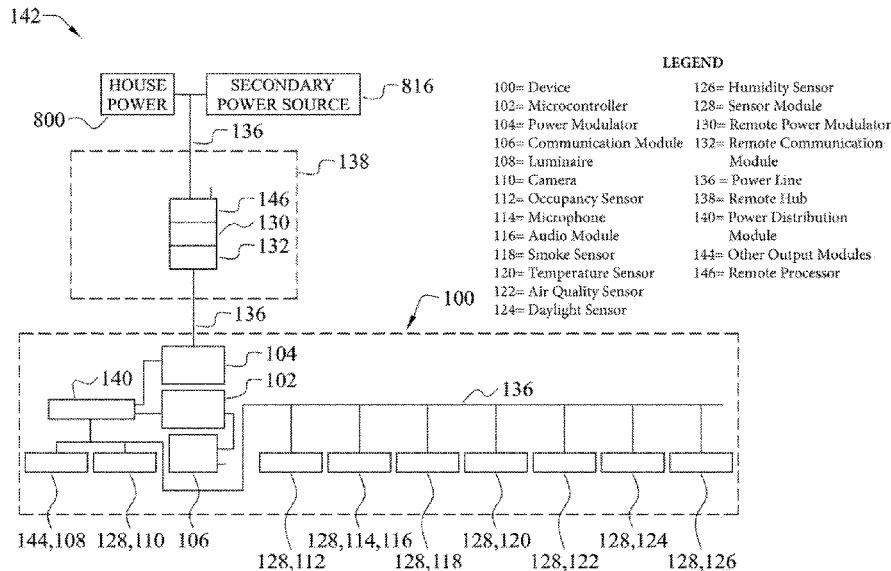 142
HOUSE
POWER
SECONDARY
POWER SOURCE
816
800
136
138
146
130
132
136
100
104
102
140
136
144,108
128,110
106
128,112
128,114,116
128,118
128,120
128,122
128,124
128,126
LEGEND
100= Device
102= Microcontroller
104= Power Modulator
106= Communication Module
108= Luminaire
110= Camera
112= Occupancy Sensor
114= Microphone
116= Audio Module
118= Smoke Sensor
120= Temperature Sensor
122= Air Quality Sensor
124= Daylight Sensor
126= Humidity Sensor
128= Sensor Module
130= Remote Power Modulator
132= Remote Communication
Module
136= Power Line
138= Remote Hub
140= Power Distribution
Module
144= Other Output Modules
146= Remote Processor